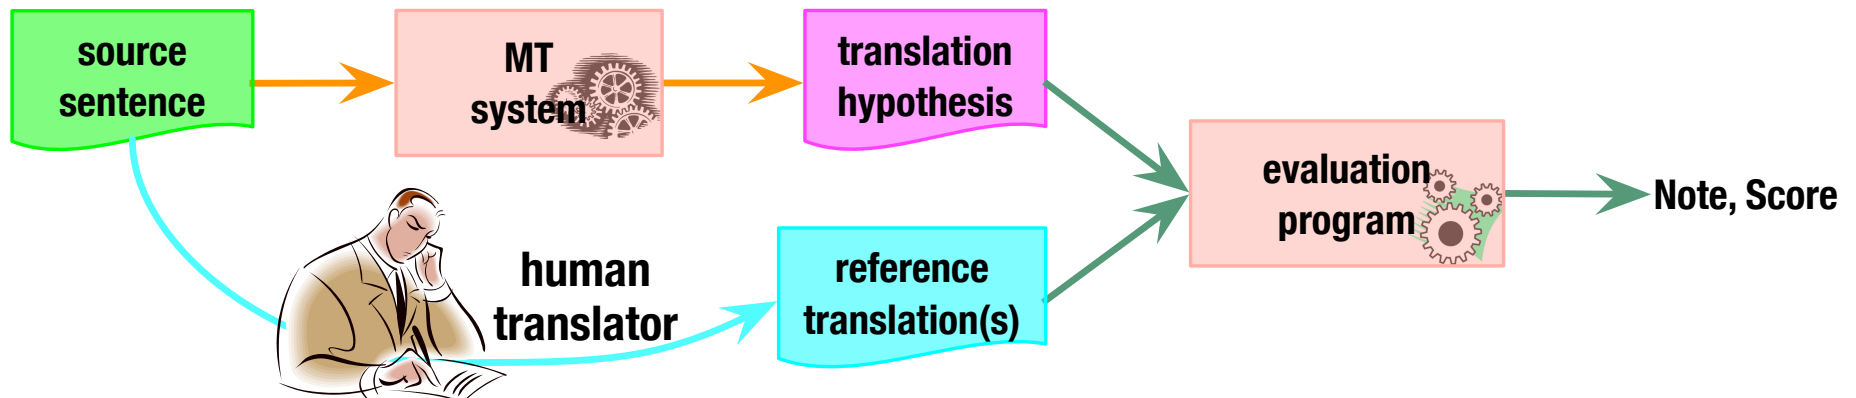 source
sentence
MT
system
translation
hypothesis
evaluation
program
Note, Score
human
translator
reference
translation(s)